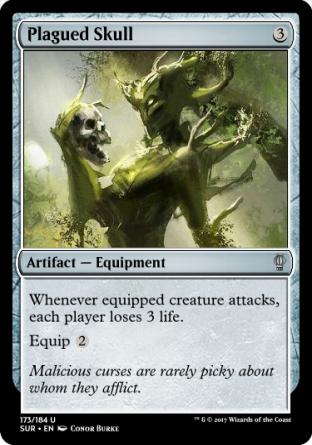 Plagued Skull 3
Artifact — Equipment
Whenever equipped creature attacks,
each player loses 3 life.
Equip 2
Malicious curses are rarely picky about
whom they afflict.
173/184 U
SUR • EN Conor Burke
™ & © 2017 Wizards of the Coast